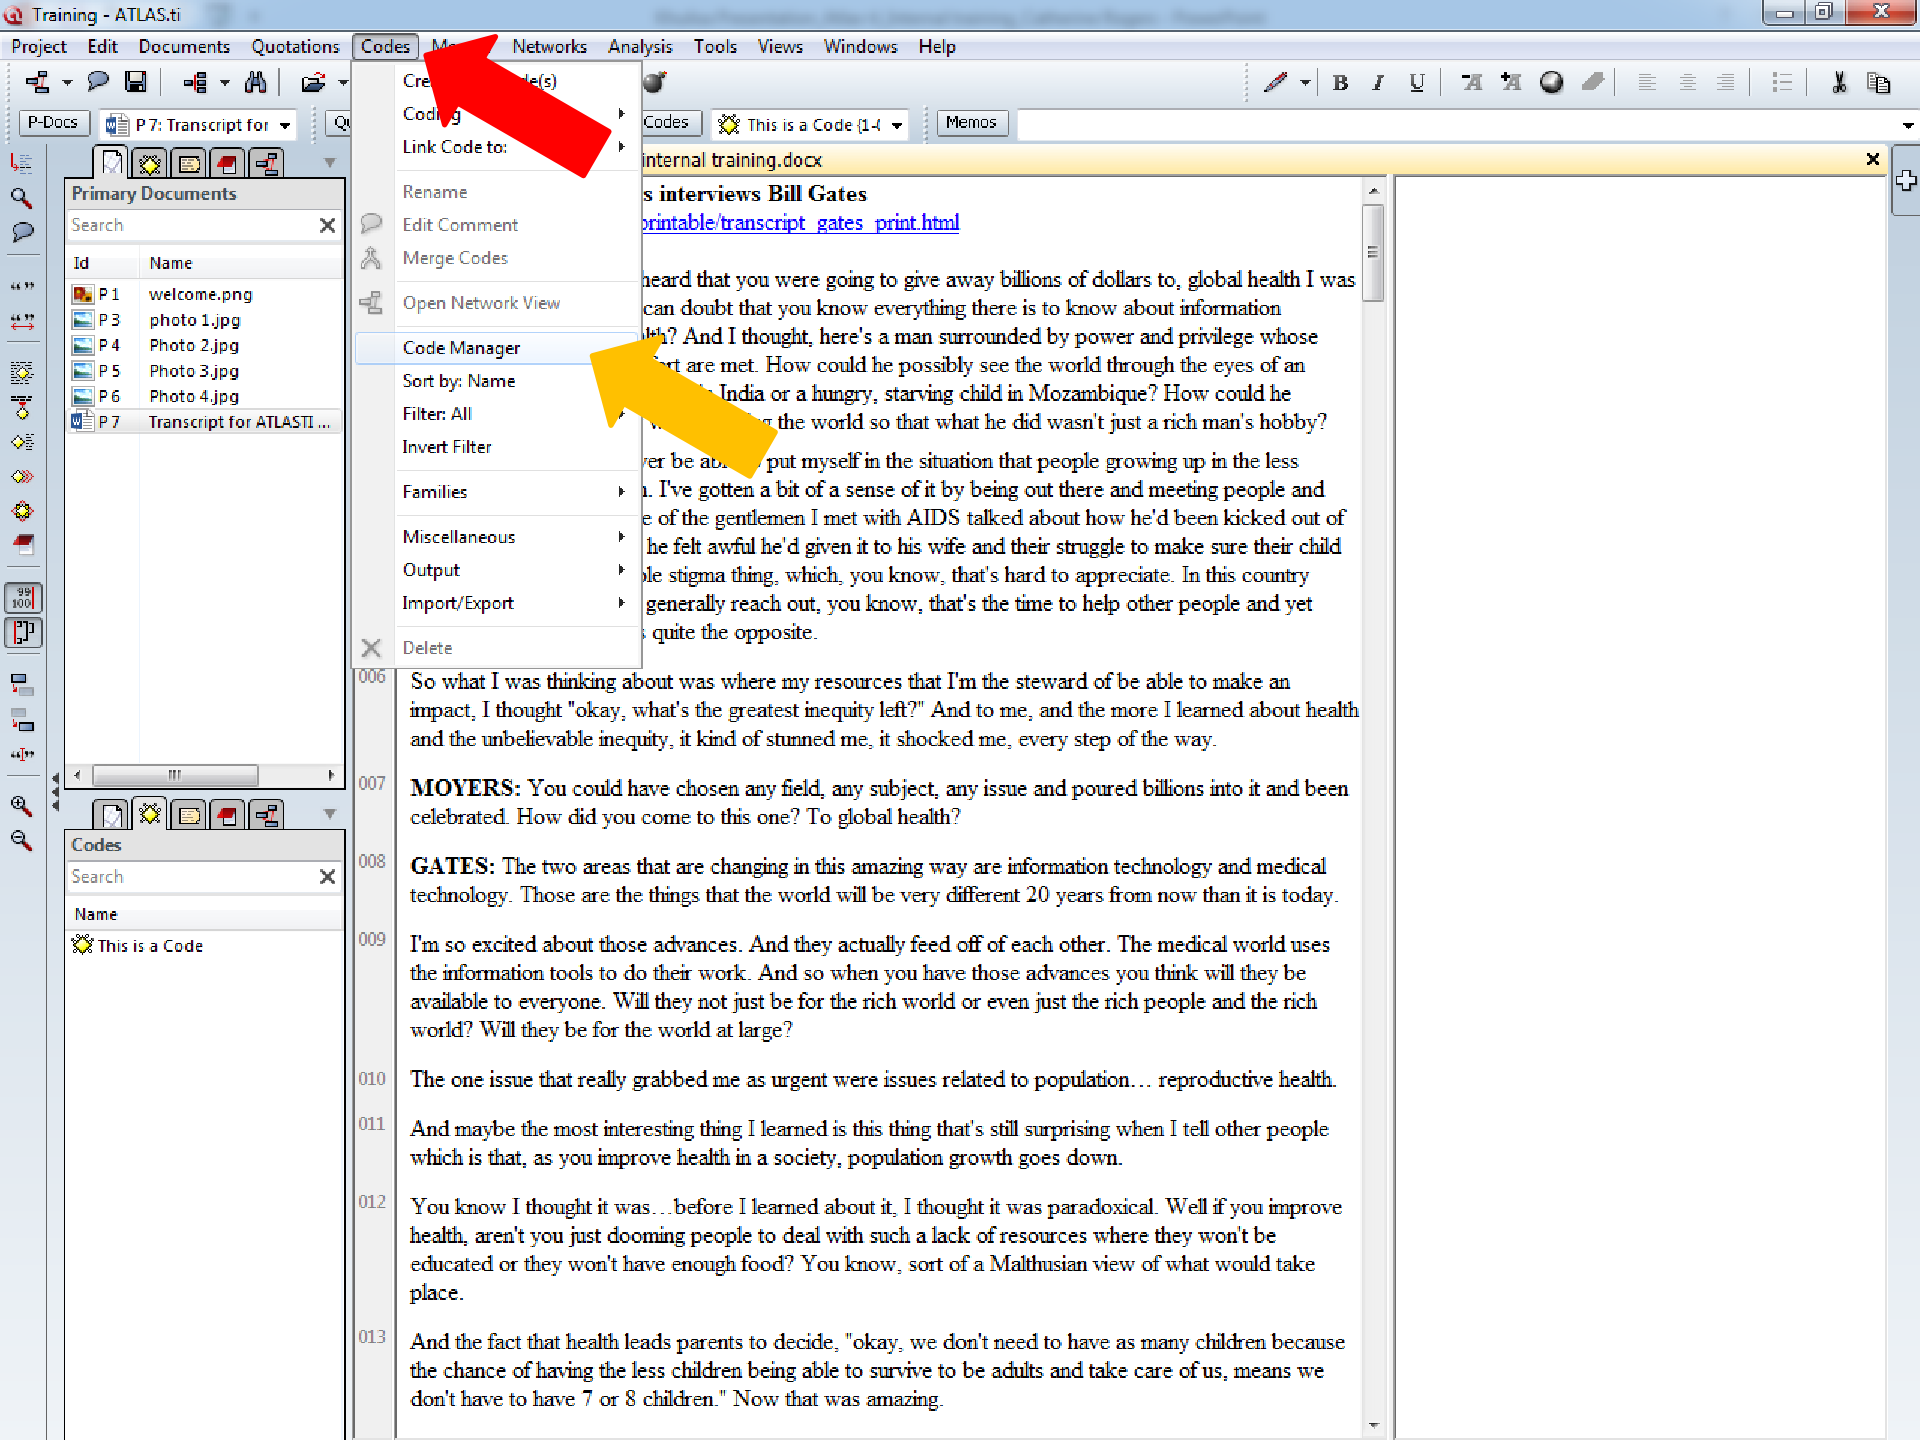 Training - ATLAS.ti
Project Edit Documents Quotations Codes Networks Analysis Tools Views Windows Help
B I U A A
P-Docs P 7: Transcript for Codes This is a Code {1-( Memos
internal training.docx
Primary Documents
Search
Id Name
P 1 welcome.png
P 3 photo 1.jpg
P 4 Photo 2.jpg
P 5 Photo 3.jpg
P 6 Photo 4.jpg
P 7 Transcript for ATLASTI ...
Codes
Search
Name
This is a Code
Coding
Link Code to:
Rename
Edit Comment
Merge Codes
Open Network View
Code Manager
Sort by: Name
Filter: All
Invert Filter
Families
Miscellaneous
Output
Import/Export
Delete
s interviews Bill Gates
printable/transcript_gates_print.html
heard that you were going to give away billions of dollars to, global health I was
can doubt that you know everything there is to know about information
lth? And I thought, here's a man surrounded by power and privilege whose
rt are met. How could he possibly see the world through the eyes of an
India or a hungry, starving child in Mozambique? How could he
the world so that what he did wasn't just a rich man's hobby?
put myself in the situation that people growing up in the less
. I've gotten a bit of a sense of it by being out there and meeting people and
e of the gentlemen I met with AIDS talked about how he'd been kicked out of
he felt awful he'd given it to his wife and their struggle to make sure their child
le stigma thing, which, you know, that's hard to appreciate. In this country
generally reach out, you know, that's the time to help other people and yet
s quite the opposite.
006 So what I was thinking about was where my resources that I'm the steward of be able to make an
impact, I thought "okay, what's the greatest inequity left?" And to me, and the more I learned about health
and the unbelievable inequity, it kind of stunned me, it shocked me, every step of the way.
007 MOYERS: You could have chosen any field, any subject, any issue and poured billions into it and been
celebrated. How did you come to this one? To global health?
008 GATES: The two areas that are changing in this amazing way are information technology and medical
technology. Those are the things that the world will be very different 20 years from now than it is today.
009 I'm so excited about those advances. And they actually feed off of each other. The medical world uses
the information tools to do their work. And so when you have those advances you think will they be
available to everyone. Will they not just be for the rich world or even just the rich people and the rich
world? Will they be for the world at large?
010 The one issue that really grabbed me as urgent were issues related to population… reproductive health.
011 And maybe the most interesting thing I learned is this thing that's still surprising when I tell other people
which is that, as you improve health in a society, population growth goes down.
012 You know I thought it was…before I learned about it, I thought it was paradoxical. Well if you improve
health, aren't you just dooming people to deal with such a lack of resources where they won't be
educated or they won't have enough food? You know, sort of a Malthusian view of what would take
place.
013 And the fact that health leads parents to decide, "okay, we don't need to have as many children because
the chance of having the less children being able to survive to be adults and take care of us, means we
don't have to have 7 or 8 children." Now that was amazing.